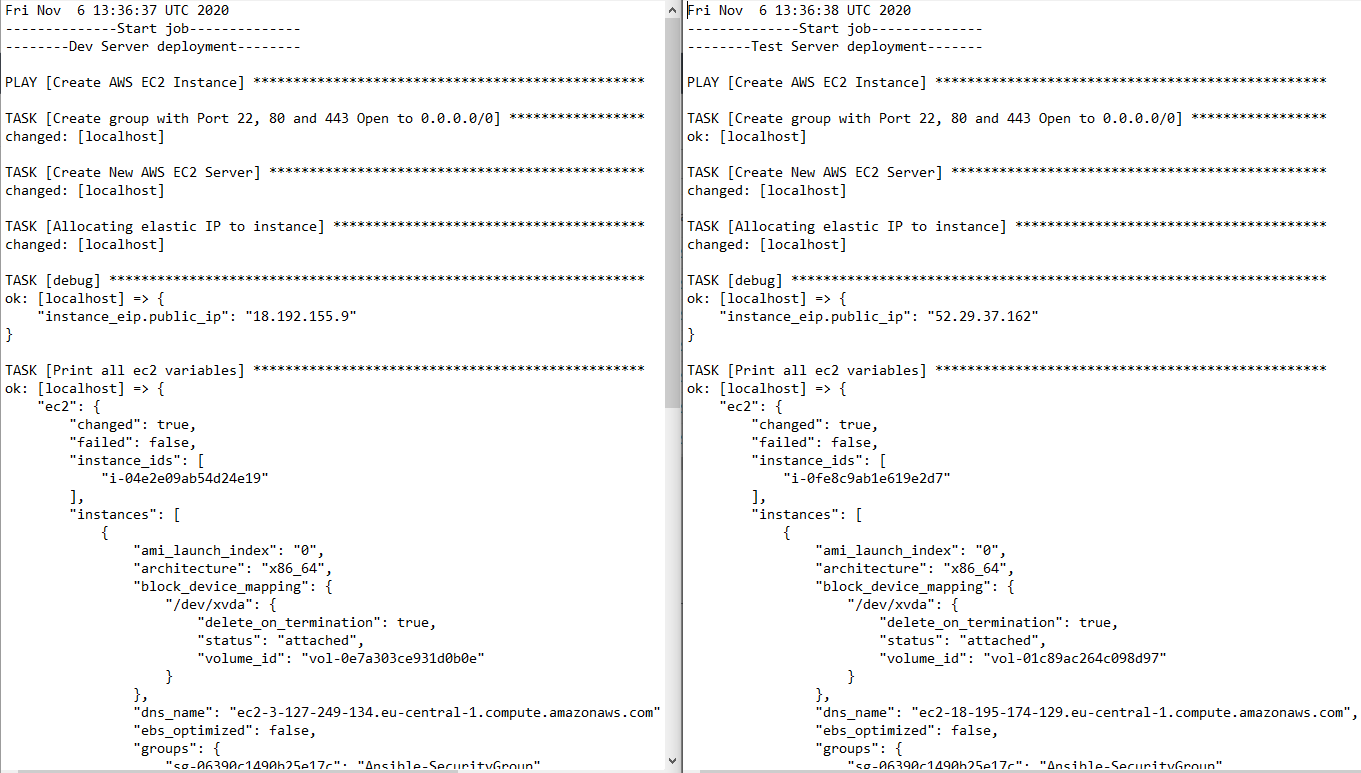 Fri Nov  6 13:36:37 UTC 2020
--------------Start job--------------
--------Dev Server deployment--------
PLAY [Create AWS EC2 Instance] *************************************************
TASK [Create group with Port 22, 80 and 443 Open to 0.0.0.0/0] *****************
changed: [localhost]
TASK [Create New AWS EC2 Server] ***********************************************
changed: [localhost]
TASK [Allocating elastic IP to instance] ***************************************
changed: [localhost]
TASK [debug] *******************************************************************
ok: [localhost] => {
    "instance_eip.public_ip": "18.192.155.9"
}
TASK [Print all ec2 variables] *************************************************
ok: [localhost] => {
    "ec2": {
        "changed": true,
        "failed": false,
        "instance_ids": [
            "i-04e2e09ab54d24e19"
        ],
        "instances": [
            {
                "ami_launch_index": "0",
                "architecture": "x86_64",
                "block_device_mapping": {
                    "/dev/xvda": {
                        "delete_on_termination": true,
                        "status": "attached",
                        "volume_id": "vol-0e7a303ce931d0b0e"
                    }
                },
                "dns_name": "ec2-3-127-249-134.eu-central-1.compute.amazonaws.com"
                "ebs_optimized": false,
                "groups": {
                    "sg-06390c1490b25e17c": "Ansible-SecurityGroup"
Fri Nov  6 13:36:38 UTC 2020
--------------Start job--------------
--------Test Server deployment-------
PLAY [Create AWS EC2 Instance] *************************************************
TASK [Create group with Port 22, 80 and 443 Open to 0.0.0.0/0] *****************
ok: [localhost]
TASK [Create New AWS EC2 Server] ***********************************************
changed: [localhost]
TASK [Allocating elastic IP to instance] ***************************************
changed: [localhost]
TASK [debug] *******************************************************************
ok: [localhost] => {
    "instance_eip.public_ip": "52.29.37.162"
}
TASK [Print all ec2 variables] *************************************************
ok: [localhost] => {
    "ec2": {
        "changed": true,
        "failed": false,
        "instance_ids": [
            "i-0fe8c9ab1e619e2d7"
        ],
        "instances": [
            {
                "ami_launch_index": "0",
                "architecture": "x86_64",
                "block_device_mapping": {
                    "/dev/xvda": {
                        "delete_on_termination": true,
                        "status": "attached",
                        "volume_id": "vol-01c89ac264c098d97"
                    }
                },
                "dns_name": "ec2-18-195-174-129.eu-central-1.compute.amazonaws.com",
                "ebs_optimized": false,
                "groups": {
                    "sg-06390c1490b25e17c": "Ansible-SecurityGroup"